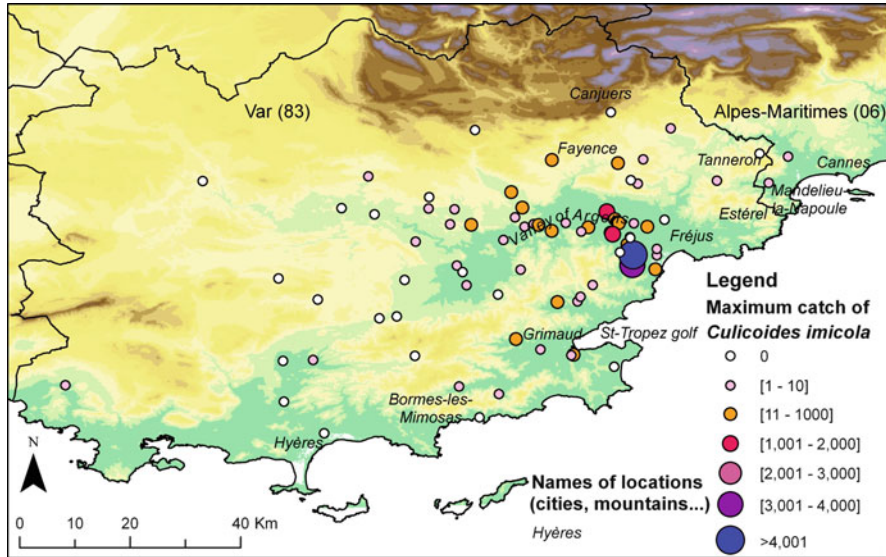 Canjuers
Var (83)
Alpes-Maritimes (06)
Fayence
Tanneron
Cannes
Mandelieu
-la-Napoule
Estérel
Valley of Argens
Fréjus
Legend
Maximum catch of
Culicoides imicola
Grimaud
St-Tropez golf
0
[1 - 10]
Bormes-les-
Mimosas
[11 - 1000]
Hyères
[1,001 - 2,000]
N
[2,001 - 3,000]
Names of locations
(cities, mountains...)
[3,001 - 4,000]
Hyères
>4,001
0 10 20 40 Km